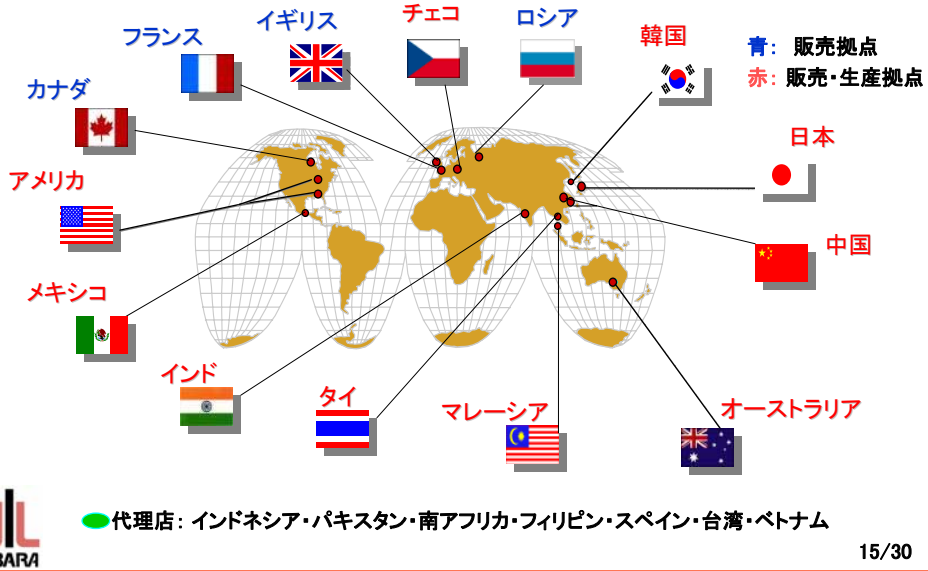 チェコ
イギリス
ロシア
フランス
韓国
青： 販売拠点
赤：販売・生産拠点
カナダ
日本
アメリカ
中国
メキシコ
インド
タイ
マレーシア
オーストラリア
代理店：インドネシア・パキスタン・南アフリカ・フィリピン・スペイン・台湾・ベトナム
15/30